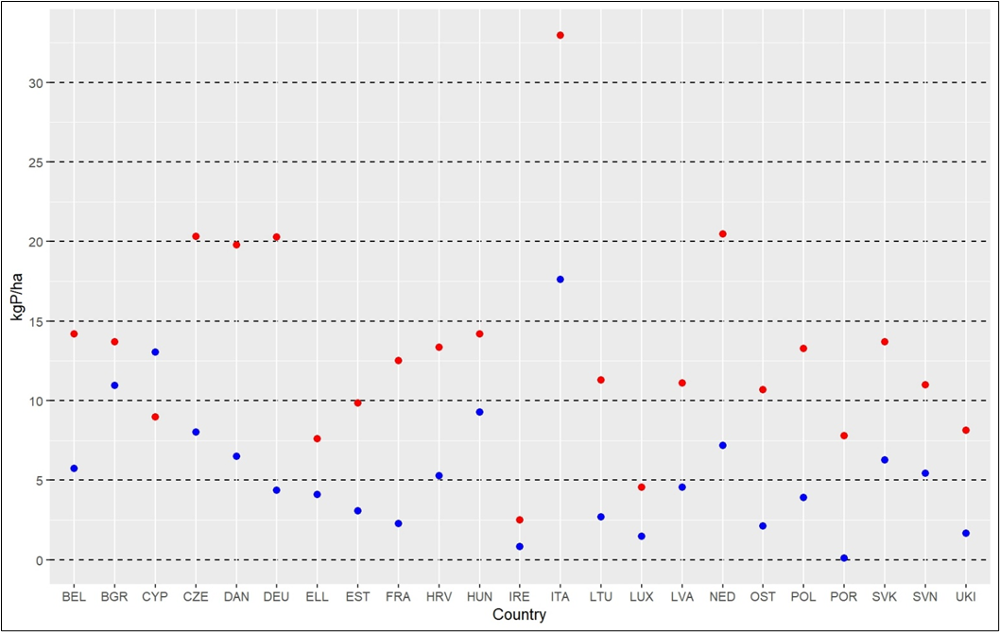 30
25
20
15
10
5
0
kgP/ha
BEL BGR CYP CZE DAN DEU ELL EST FRA HRV HUN IRE ITA LTU LUX LVA NED OST POL POR SVK SVN UKI
Country